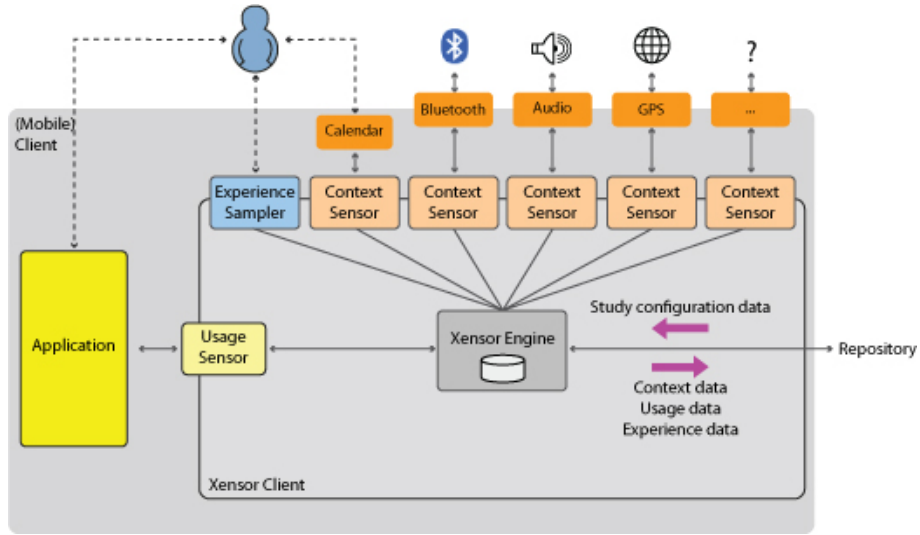 ?
Bluetooth
Audio
GPS
...
(Mobile)
Client
Calendar
Experience
Sampler
Context
Sensor
Context
Sensor
Context
Sensor
Context
Sensor
Context
Sensor
Study configuration data
Application
Usage
Sensor
Xensor Engine
Repository
Context data
Usage data
Experience data
Xensor Client